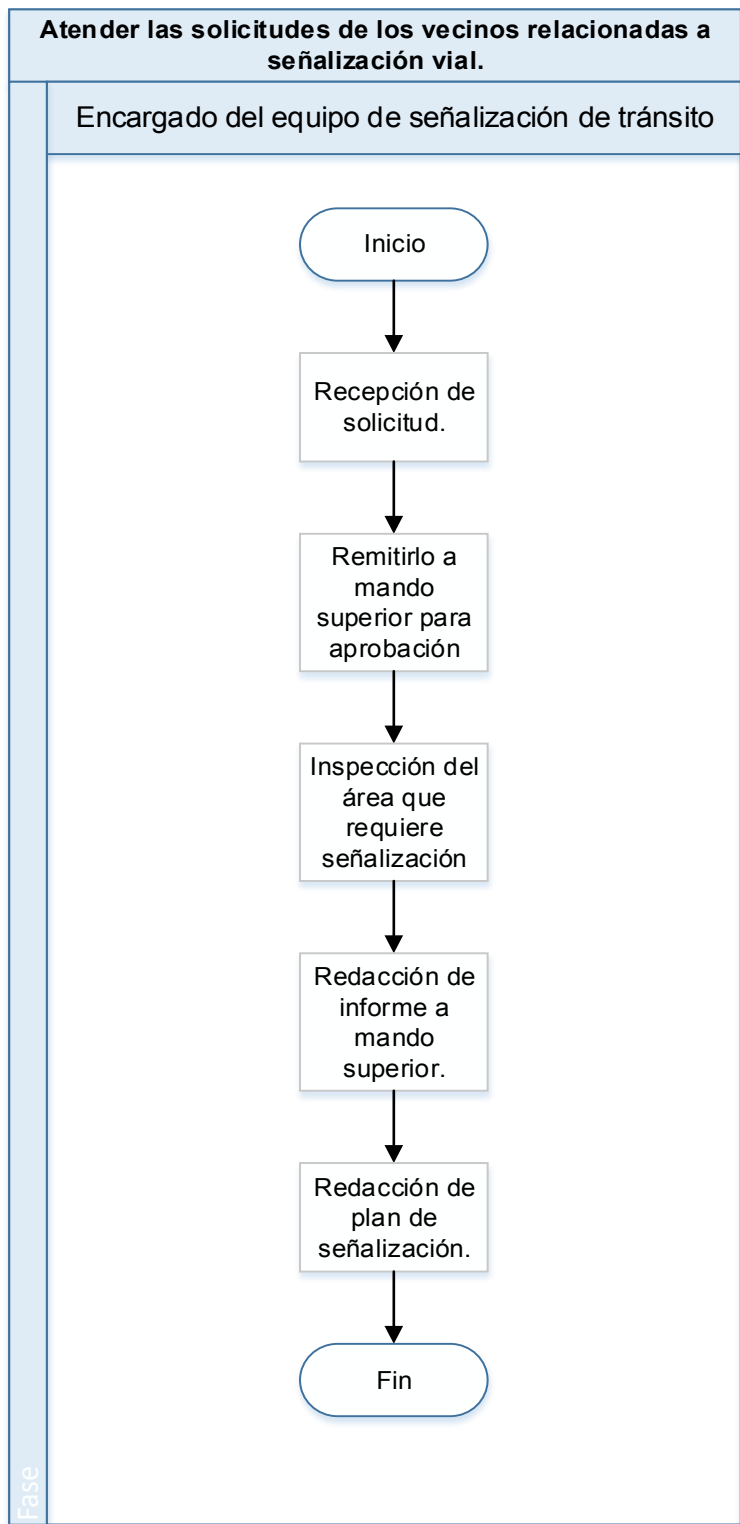 Atender las solicitudes de los vecinos relacionadas a
señalización vial.
Encargado del equipo de señalización de tránsito
Inicio
Recepción de
solicitud.
Remitirlo a
mando
superior para
aprobación
Inspección del
área que
requiere
señalización
Redacción de
informe a
mando
superior.
Redacción de
plan de
señalización.
Fin
Fase